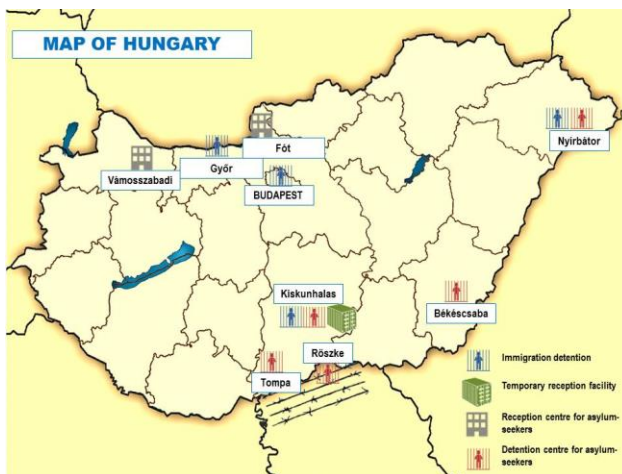 MAP OF HUNGARY
Nyírbátor
Fót
Győr
Vámosszabadi
BUDAPEST
Kiskunhalas
Békéscsaba
Röszke
Tompa
Immigration detention
Temporary reception facility
Reception centre for asylum-
seekers
Detention centre for asylum-
seekers